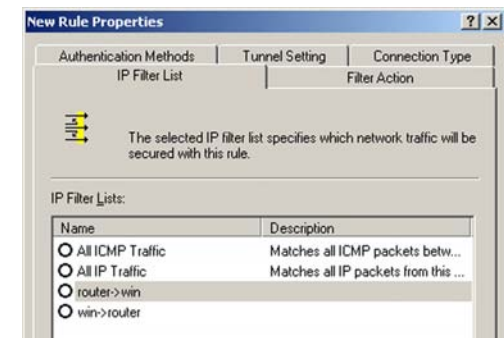 New Rule Properties
Authentication Methods
Tunnel Setting
Connection Type
IP Filter List
Filter Action
The selected IP filter list specifies which network traffic will be
secured with this rule.
IP Filter Lists:
Name Description
All ICMP Traffic Matches all ICMP packets betw...
All IP Traffic Matches all IP packets from this ...
router->win
win->router